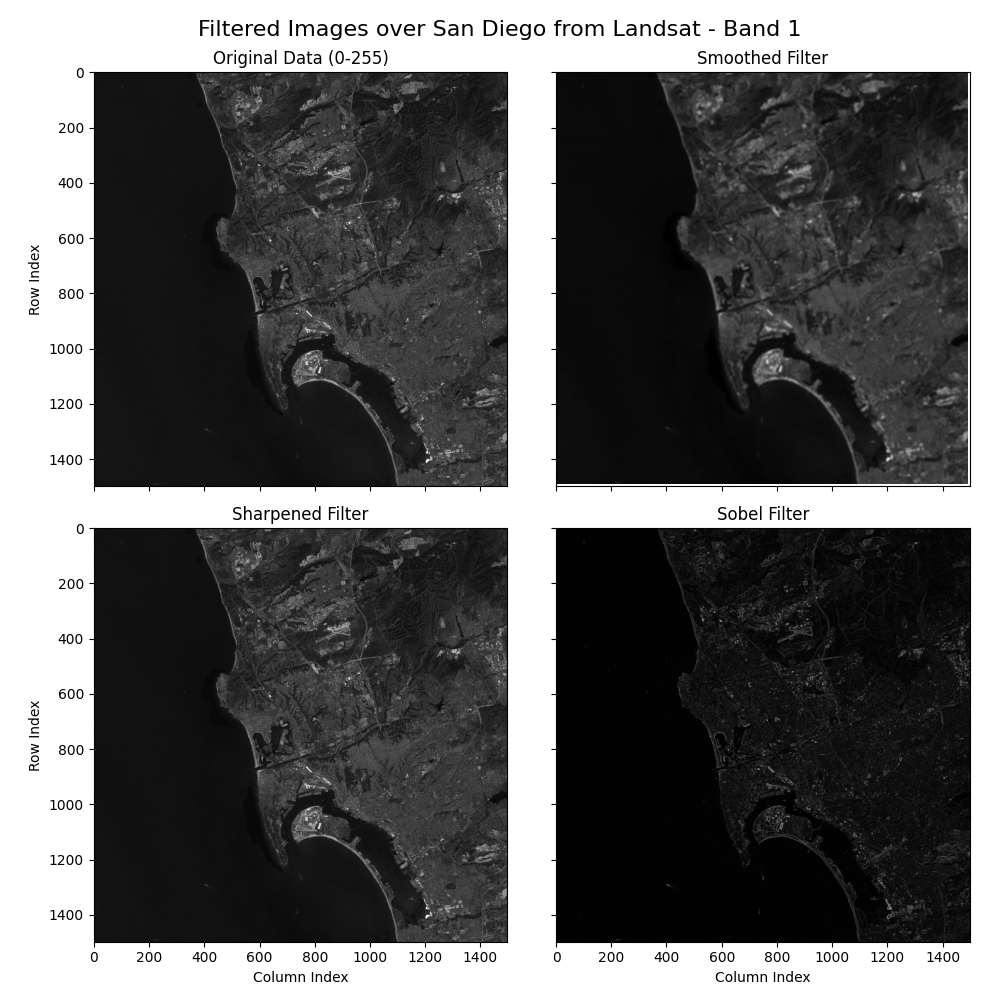 Filtered Images over San Diego from Landsat - Band 1
Original Data (0-255)
Smoothed Filter
0
200
400
600
800
1000
1200
1400
Row Index
Sharpened Filter
Sobel Filter
0
200
400
600
800
1000
1200
1400
Row Index
0 200 400 600 800 1000 1200 1400
0 200 400 600 800 1000 1200 1400
Column Index
Column Index